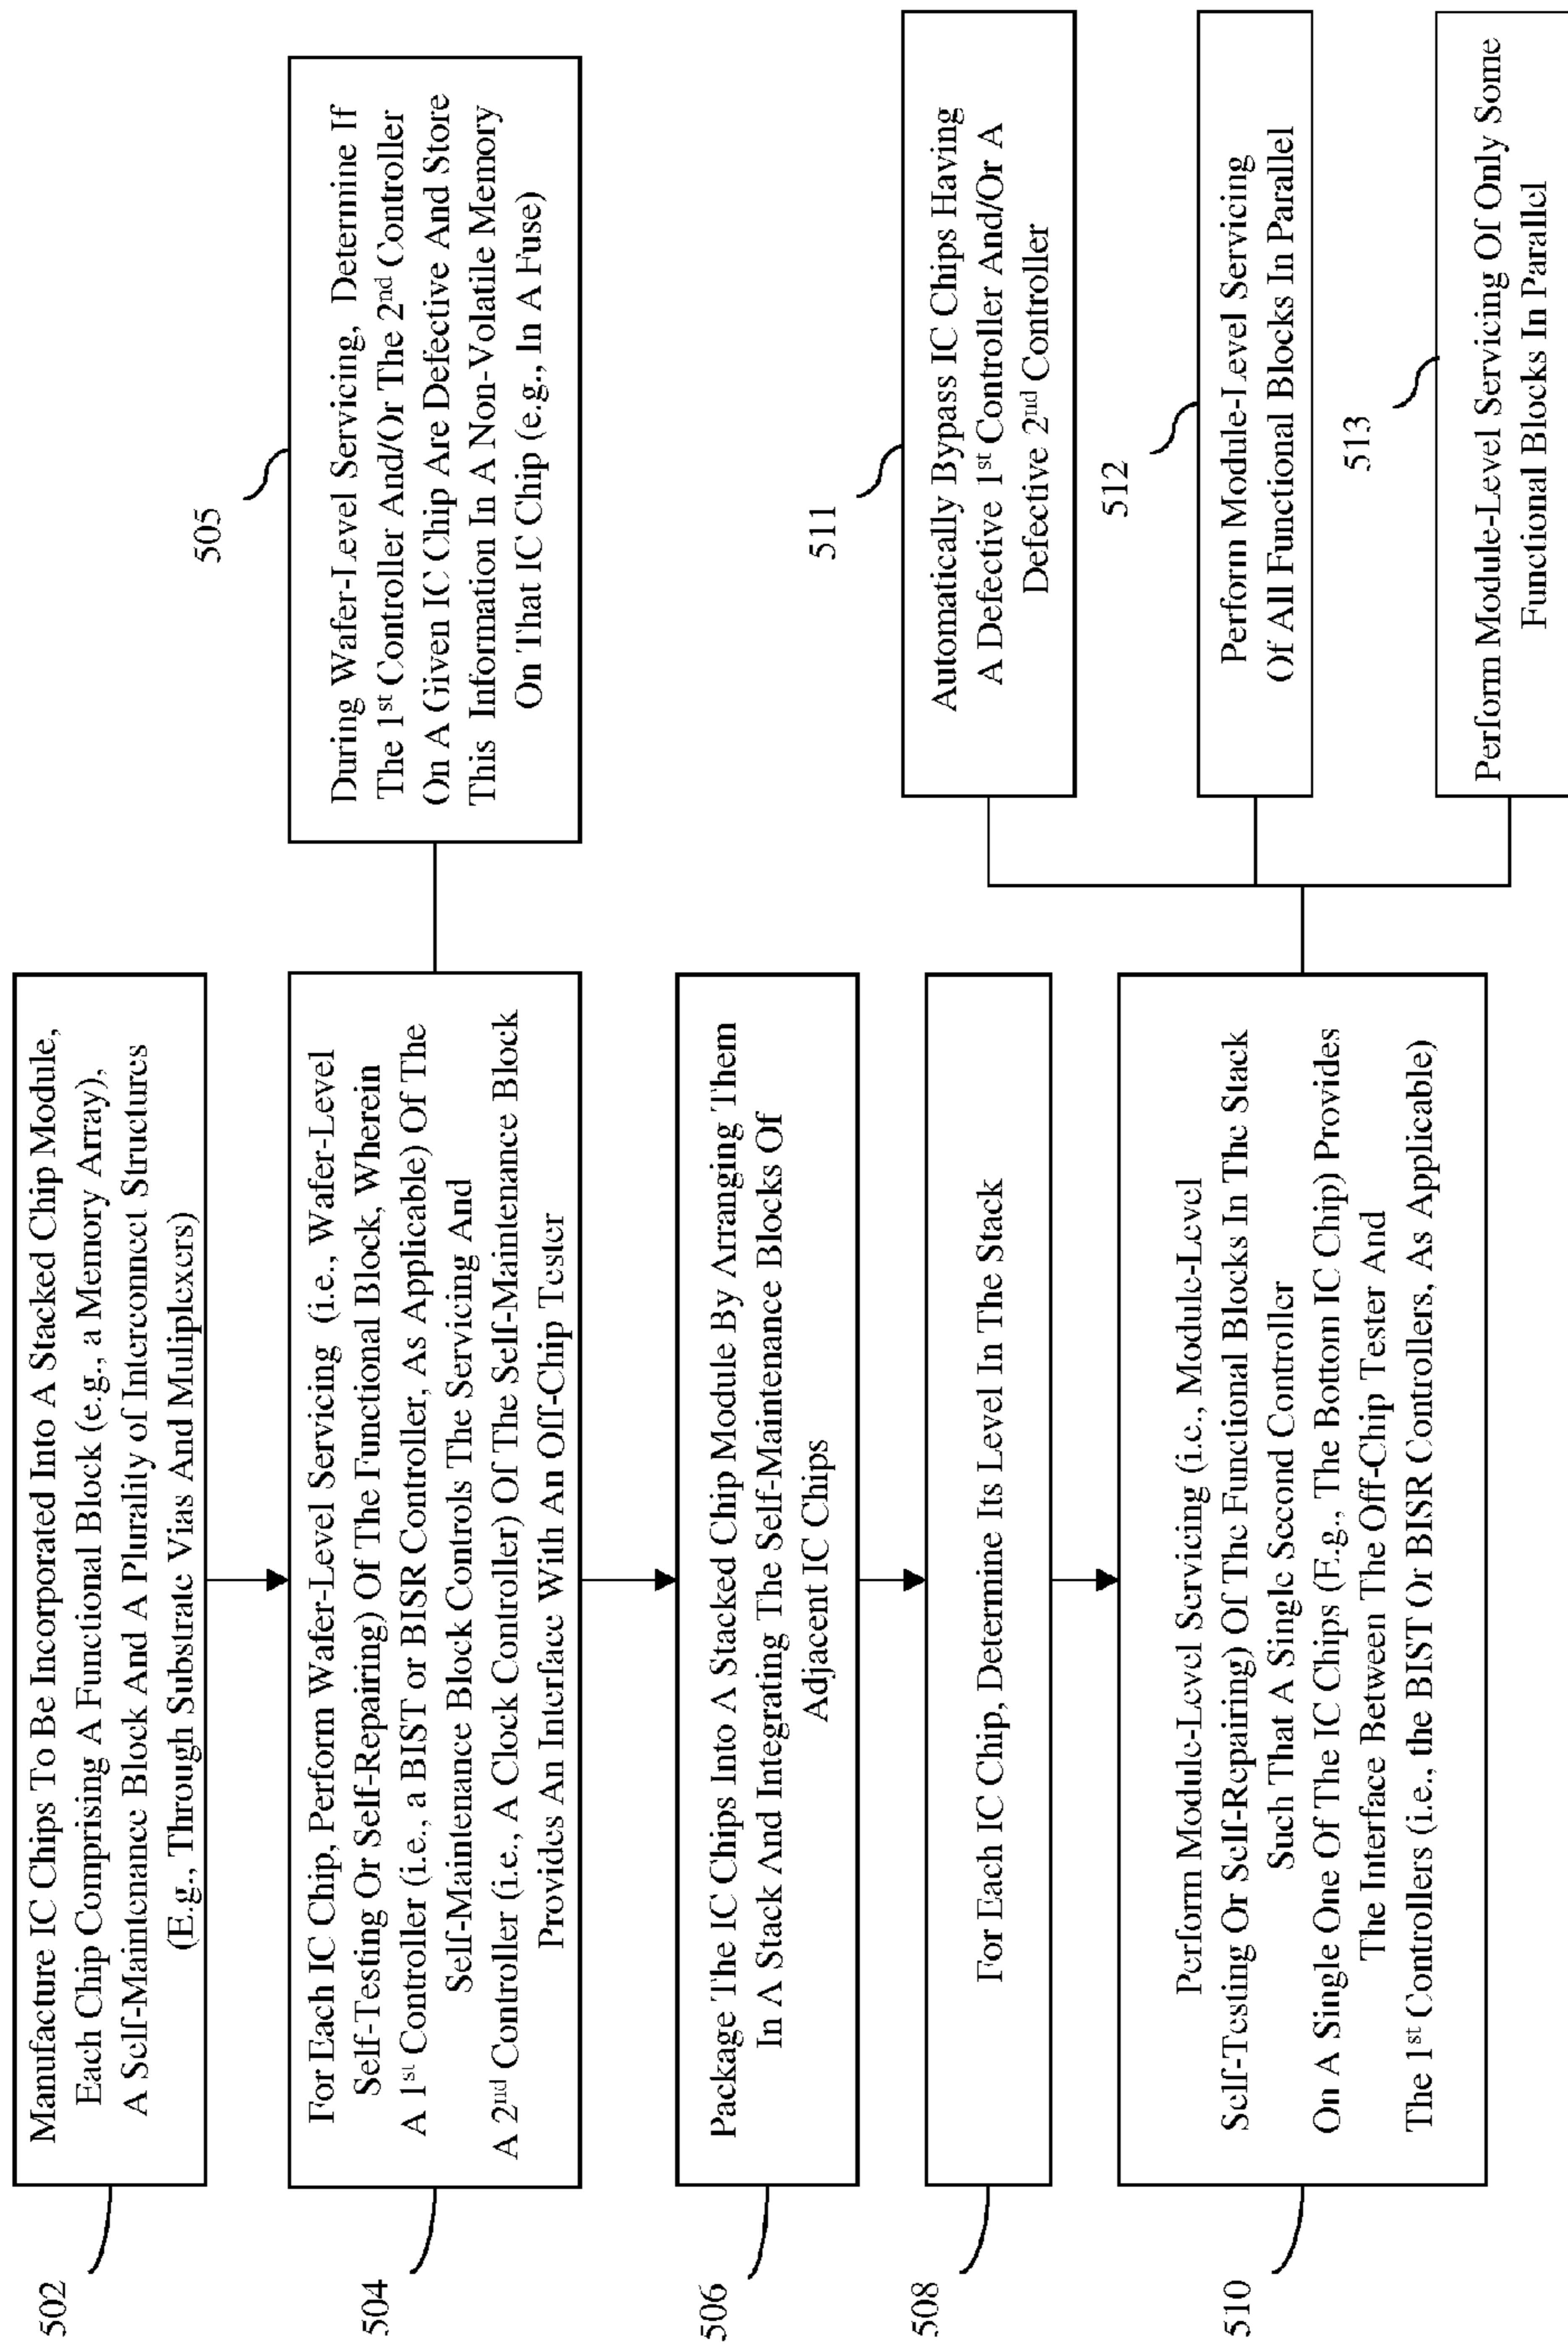 502
Manufacture IC Chips To Be Incorporated Into A Stacked Chip Module,
Each Chip Comprising A Functional Block (e.g., a Memory Array),
A Self-Maintenance Block And A Plurality of Interconnect Structures
(E.g., Through Substrate Vias And Muliplexers)
504
For Each IC Chip, Perform Wafer-Level Servicing (i.e., Wafer-Level
Self-Testing Or Self-Repairing) Of The Functional Block, Wherein
A 1st Controller (i.e., a BIST or BISR Controller, As Applicable) Of The
Self-Maintenance Block Controls The Servicing And
A 2nd Controller (i.e., A Clock Controller) Of The Self-Maintenance Block
Provides An Interface With An Off-Chip Tester
505
During Wafer-Level Servicing, Determine If
The 1st Controller And/Or The 2nd Controller
On A Given IC Chip Are Defective And Store
This Information In A Non-Volatile Memory
On That IC Chip (e.g., In A Fuse)
506
Package The IC Chips Into A Stacked Chip Module By Arranging Them
In A Stack And Integrating The Self-Maintenance Blocks Of
Adjacent IC Chips
508
For Each IC Chip, Determine Its Level In The Stack
510
Perform Module-Level Servicing (i.e., Module-Level
Self-Testing Or Self-Repairing) Of The Functional Blocks In The Stack
Such That A Single Second Controller
On A Single One Of The IC Chips (E.g., The Bottom IC Chip) Provides
The Interface Between The Off-Chip Tester And
The 1st Controllers (i.e., the BIST Or BISR Controllers, As Applicable)
511
Automatically Bypass IC Chips Having
A Defective 1st Controller And/Or A
Defective 2nd Controller
512
Perform Module-Level Servicing
Of All Functional Blocks In Parallel
513
Perform Module-Level Servicing Of Only Some
Functional Blocks In Parallel